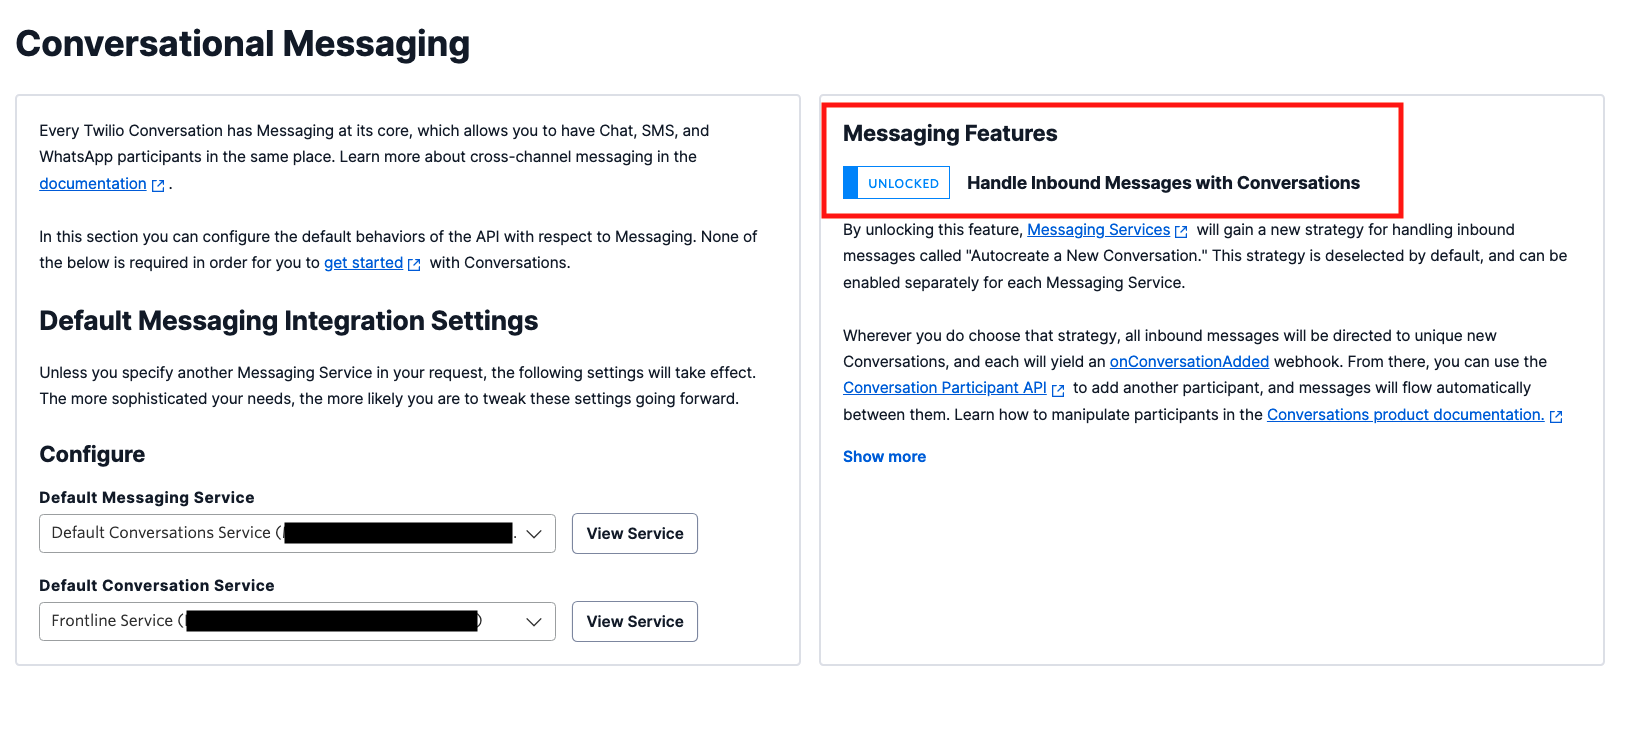 Conversational Messaging
Every Twilio Conversation has Messaging at its core, which allows you to have Chat, SMS, and
WhatsApp participants in the same place. Learn more about cross-channel messaging in the
documentation .
In this section you can configure the default behaviors of the API with respect to Messaging. None of
the below is required in order for you to get started with Conversations.
Default Messaging Integration Settings
Unless you specify another Messaging Service in your request, the following settings will take effect.
The more sophisticated your needs, the more likely you are to tweak these settings going forward.
Configure
Default Messaging Service
Default Conversations Service (
View Service
Default Conversation Service
Frontline Service ( )
View Service
Messaging Features
UNLOCKED Handle Inbound Messages with Conversations
By unlocking this feature, Messaging Services will gain a new strategy for handling inbound
messages called "Autocreate a New Conversation." This strategy is deselected by default, and can be
enabled separately for each Messaging Service.
Wherever you do choose that strategy, all inbound messages will be directed to unique new
Conversations, and each will yield an onConversationAdded webhook. From there, you can use the
Conversation Participant API to add another participant, and messages will flow automatically
between them. Learn how to manipulate participants in the Conversations product documentation.
Show more